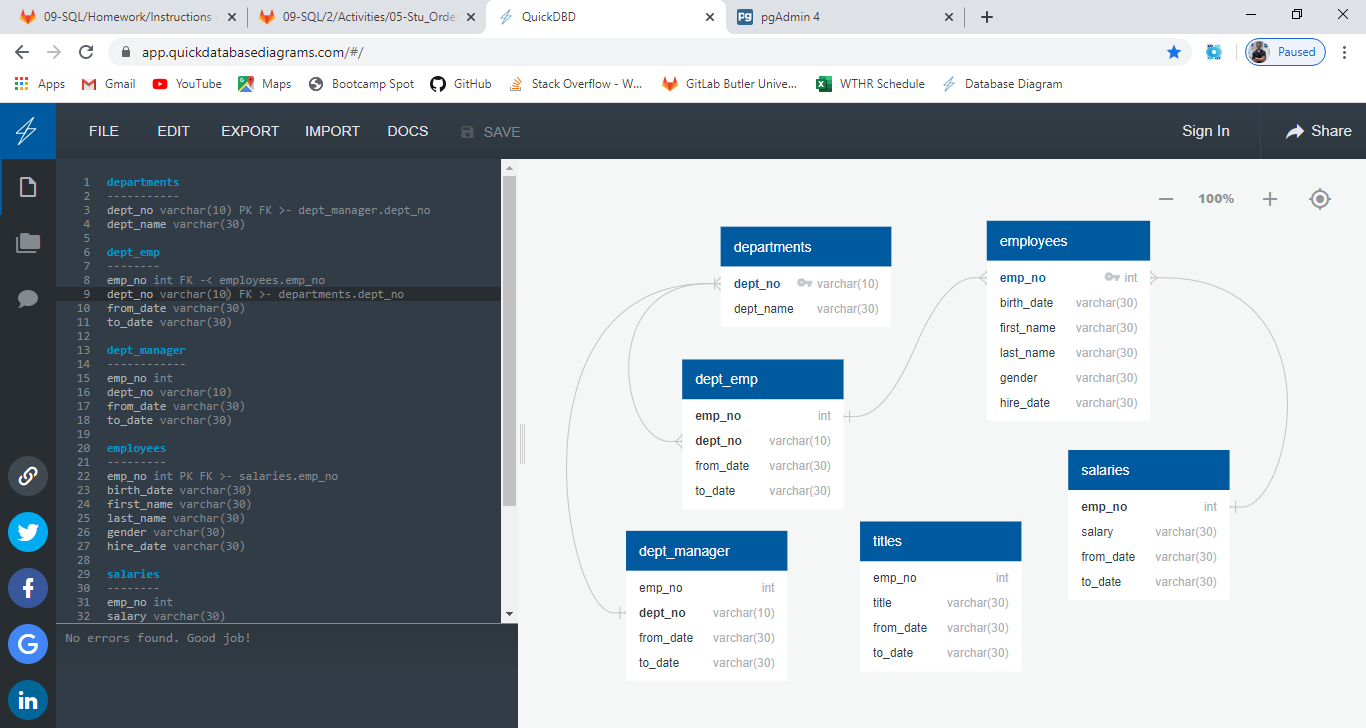 09-SQL/Homework/Instructions
09-SQL/2/Activities/05-Stu_Orde
QuickDBD
pgAdmin 4
app.quickdatabasediagrams.com/#/
Paused
Apps
Gmail
YouTube
Maps
Bootcamp Spot
GitHub
Stack Overflow - W...
GitLab Butler Unive...
WTHR Schedule
Database Diagram
FILE
EDIT
EXPORT
IMPORT
DOCS
SAVE
Sign In
Share
1 departments
2 -----------
3 dept_no varchar(10) PK FK >- dept_manager.dept_no
4 dept_name varchar(30)
5
6 dept_emp
7 --------
8 emp_no int FK -< employees.emp_no
9 dept_no varchar(10) FK >- departments.dept_no
10 from_date varchar(30)
11 to_date varchar(30)
12
13 dept_manager
14 ------------
15 emp_no int
16 dept_no varchar(10)
17 from_date varchar(30)
18 to_date varchar(30)
19
20 employees
21 ---------
22 emp_no int PK FK >- salaries.emp_no
23 birth_date varchar(30)
24 first_name varchar(30)
25 last_name varchar(30)
26 gender varchar(30)
27 hire_date varchar(30)
28
29 salaries
30 --------
31 emp_no int
32 salary varchar(30)
No errors found. Good job!
100%
departments
dept_no varchar(10)
dept_name varchar(30)
employees
emp_no int
birth_date varchar(30)
first_name varchar(30)
last_name varchar(30)
gender varchar(30)
hire_date varchar(30)
dept_emp
emp_no int
dept_no varchar(10)
from_date varchar(30)
to_date varchar(30)
salaries
emp_no int
salary varchar(30)
from_date varchar(30)
to_date varchar(30)
dept_manager
emp_no int
dept_no varchar(10)
from_date varchar(30)
to_date varchar(30)
titles
emp_no int
title varchar(30)
from_date varchar(30)
to_date varchar(30)